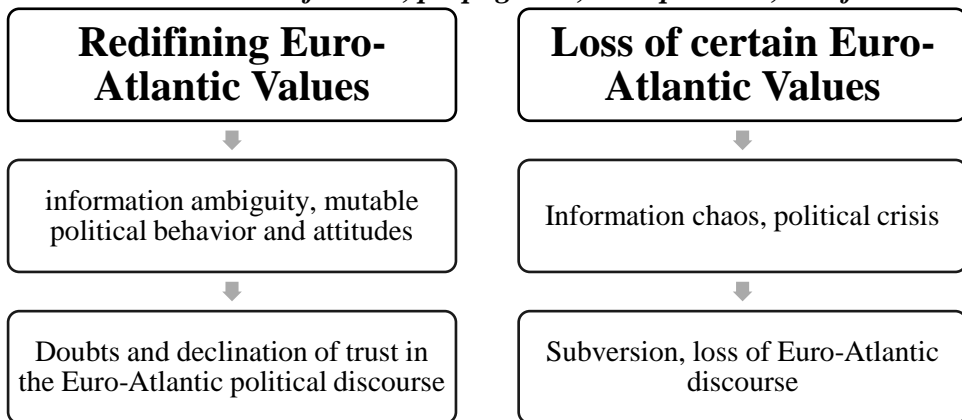 Redifining Euro-
Atlantic Values
information ambiguity, mutable
political behavior and attitudes
Doubts and declination of trust in
the Euro-Atlantic political discourse
Loss of certain Euro-
Atlantic Values
Information chaos, political crisis
Subversion, loss of Euro-Atlantic
discourse